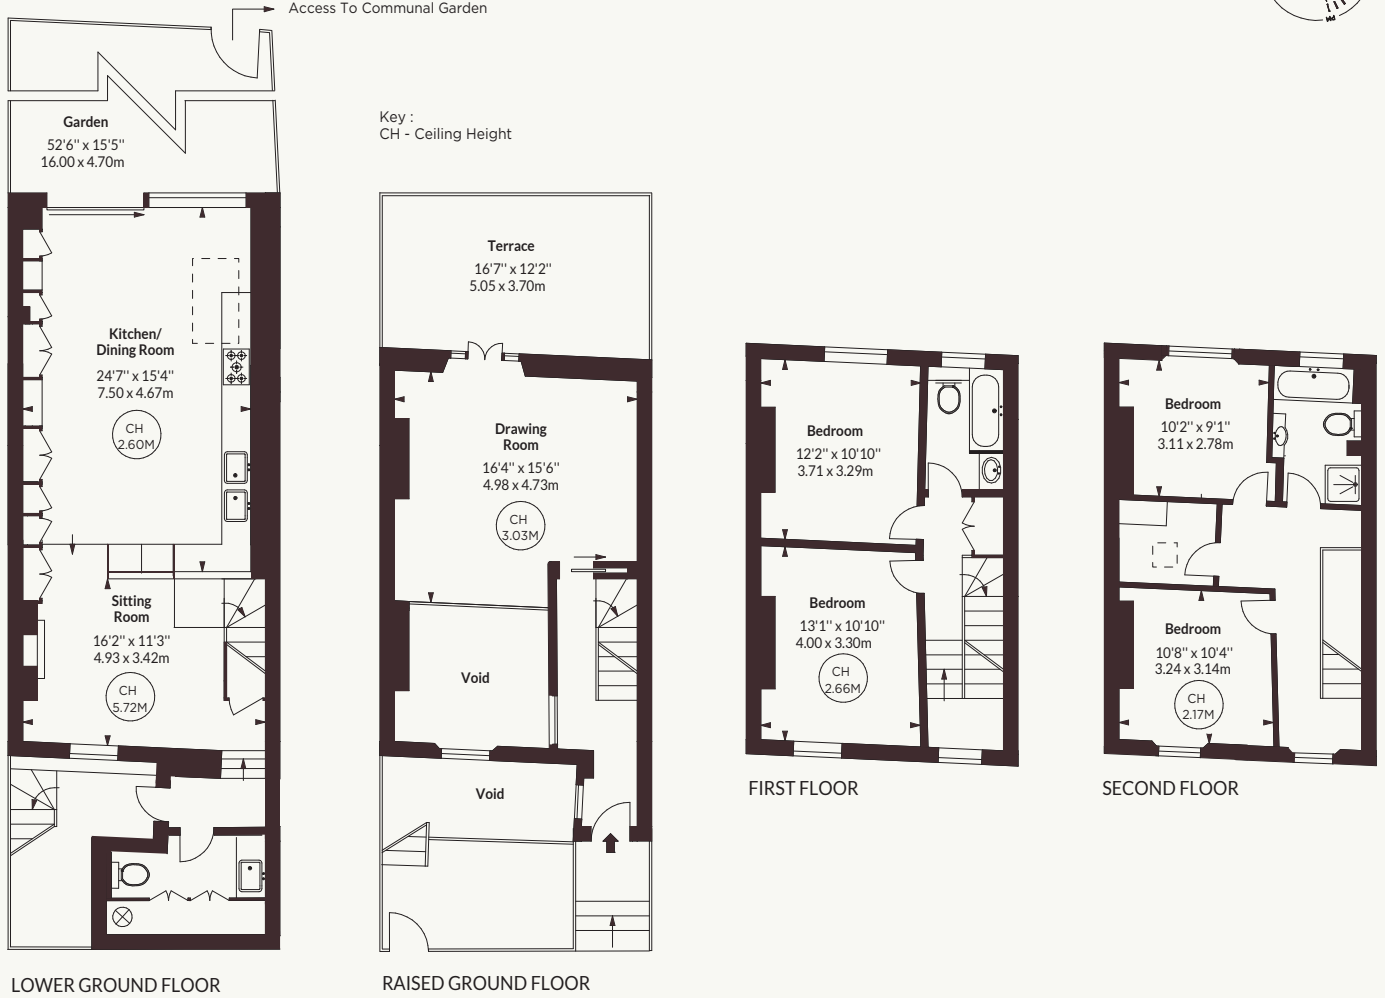 Access To Communal Garden
Key :
CH - Ceiling Height
Garden
52'6'' x 15'5''
16.00 x 4.70m
Kitchen/
Dining Room
24'7'' x 15'4''
7.50 x 4.67m
CH
2.60M
Sitting
Room
16'2'' x 11'3''
4.93 x 3.42m
CH
5.72M
LOWER GROUND FLOOR
Terrace
16'7'' x 12'2''
5.05 x 3.70m
Drawing
Room
16'4'' x 15'6''
4.98 x 4.73m
CH
3.03M
Void
Void
RAISED GROUND FLOOR
Bedroom
12'2'' x 10'10''
3.71 x 3.29m
Bedroom
13'1'' x 10'10''
4.00 x 3.30m
CH
2.66M
FIRST FLOOR
Bedroom
10'2'' x 9'1''
3.11 x 2.78m
Bedroom
10'8'' x 10'4''
3.24 x 3.14m
CH
2.17M
SECOND FLOOR